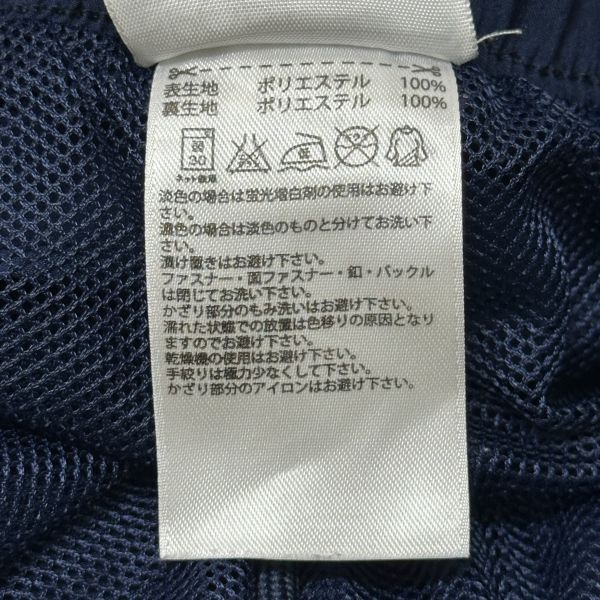 表生地 ポリエステル 100%
裏生地 ポリエステル 100%
弱
30
低
ネット使用
淡色の場合は蛍光増白剤の使用はお避け下
さい。
濃色の場合は淡色のものと分けてお洗い下
さい。
漬け置きはお避け下さい。
ファスナー・面ファスナー・釦・バックル
は閉じてお洗い下さい。
かざり部分のもみ洗いはお避け下さい。
濡れた状態での放置は色移りの原因となり
ますのでお避け下さい。
乾燥機の使用はお避け下さい。
手絞りは極力少なくして下さい。
かざり部分のアイロンはお避け下さい。